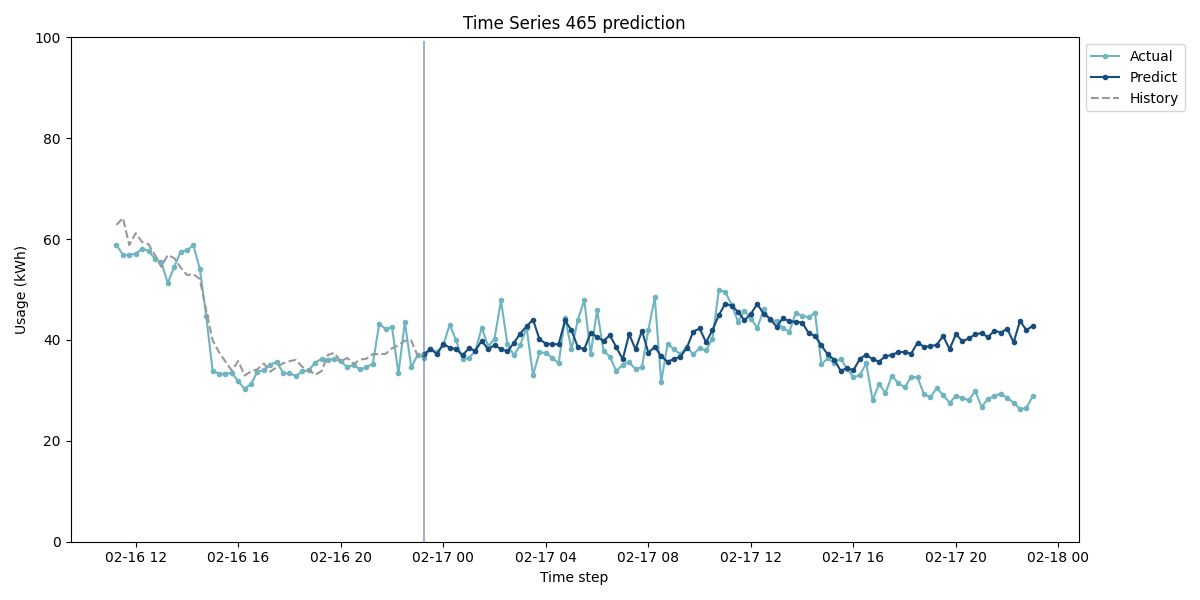 Time Series 465 prediction
100
80
60
40
20
0
Usage (kWh)
02-16 12
02-16 16
02-16 20
02-17 00
02-17 04
02-17 08
02-17 12
02-17 16
02-17 20
02-18 00
Time step
Actual
Predict
History